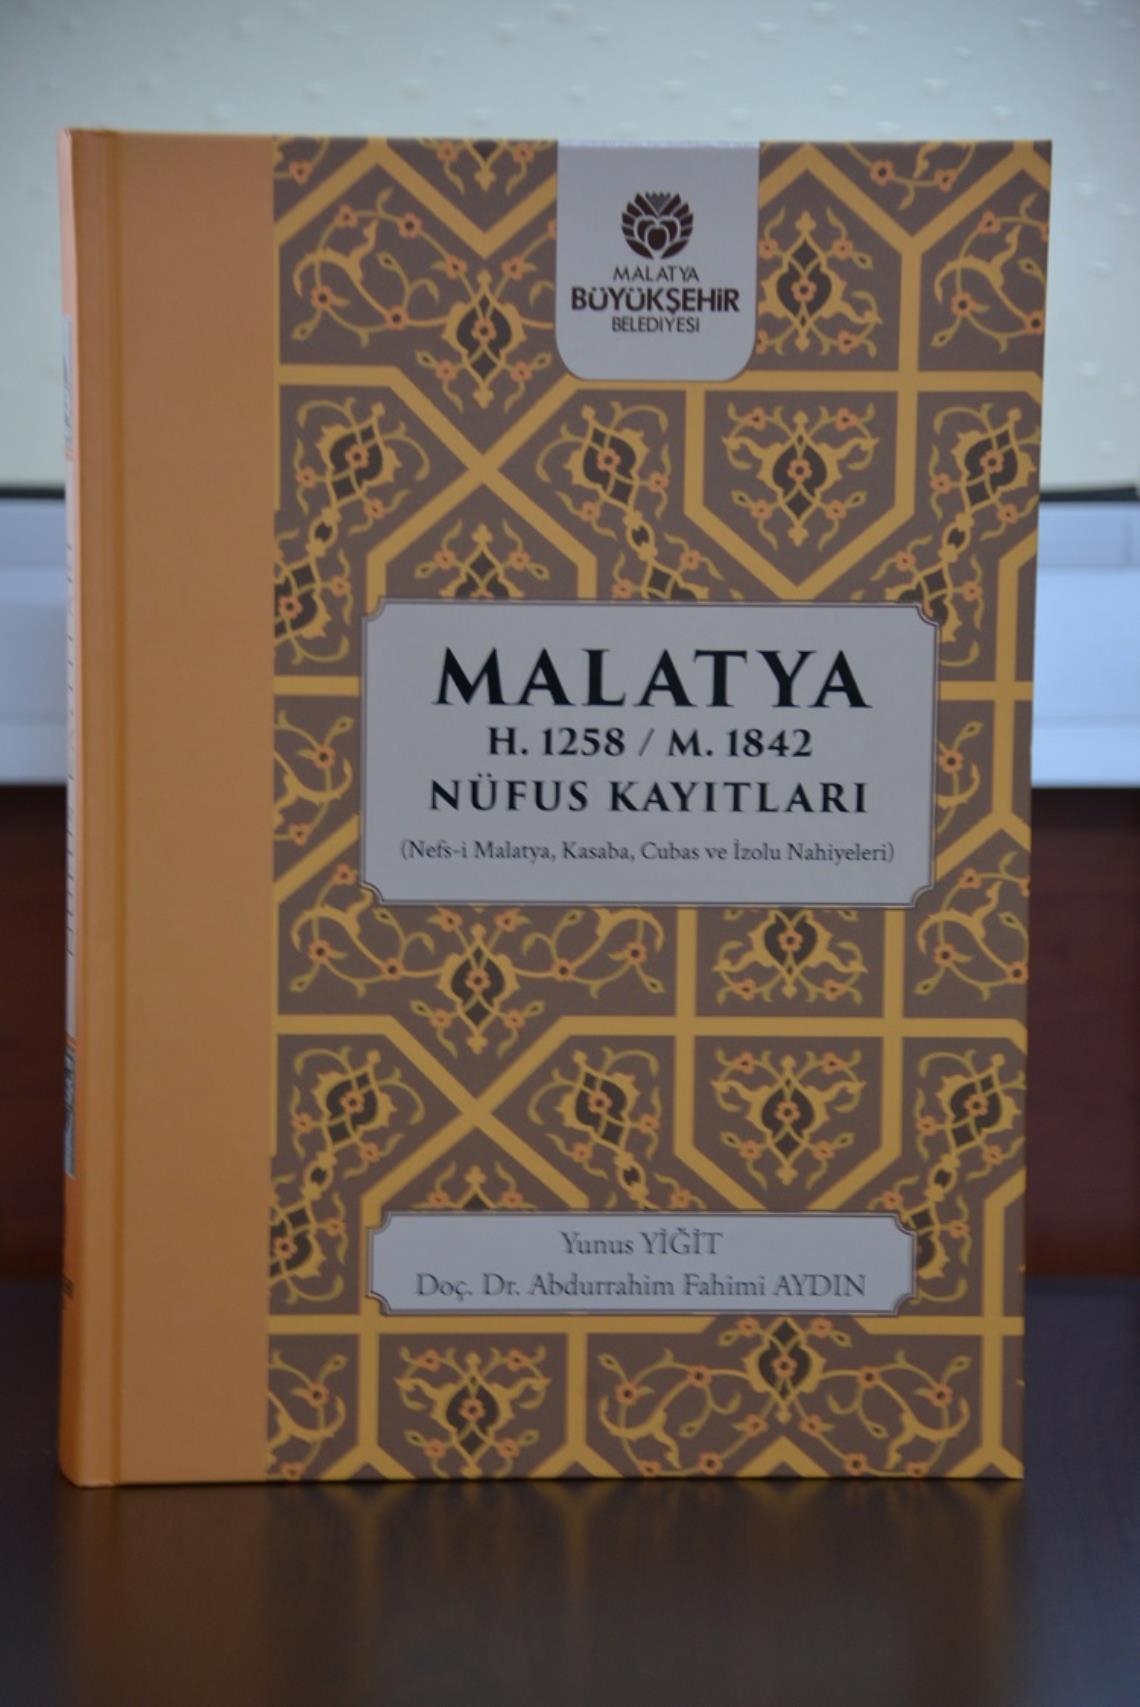 MALATYA
BÜYÜKŞEHİR
BELEDİYESİ
MALATYA
H. 1258 / M. 1842
NÜFUS KAYITLARI
(Nefs-i Malatya, Kasaba, Cubas ve İzolu Nahiyeleri)
Yunus YİĞİT
Doç. Dr. Abdurrahim Fahimi AYDIN